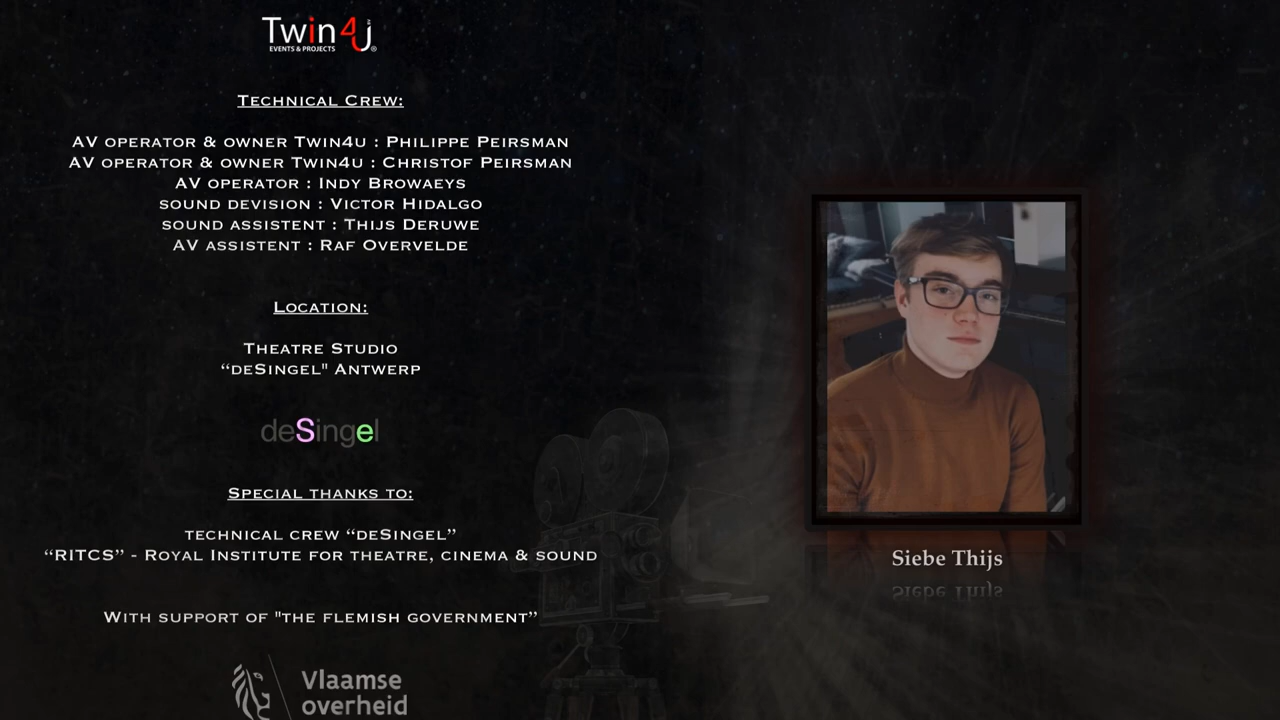 Twin4U
EVENTS & PROJECTS
Technical Crew:
AV operator & owner Twin4u : Philippe Peirsman
AV operator & owner Twin4u : Christof Peirsman
AV operator : Indy Browaeys
sound devision : Victor Hidalgo
sound assistent : Thijs Deruwe
AV assistent : Raf Overvelde
Location:
Theatre Studio
“deSingel" Antwerp
deSingel
Special thanks to:
technical crew “deSingel”
“RITCS” - Royal Institute for theatre, cinema & sound
With support of "the flemish government”
Vlaamse
overheid
Siebe Thijs